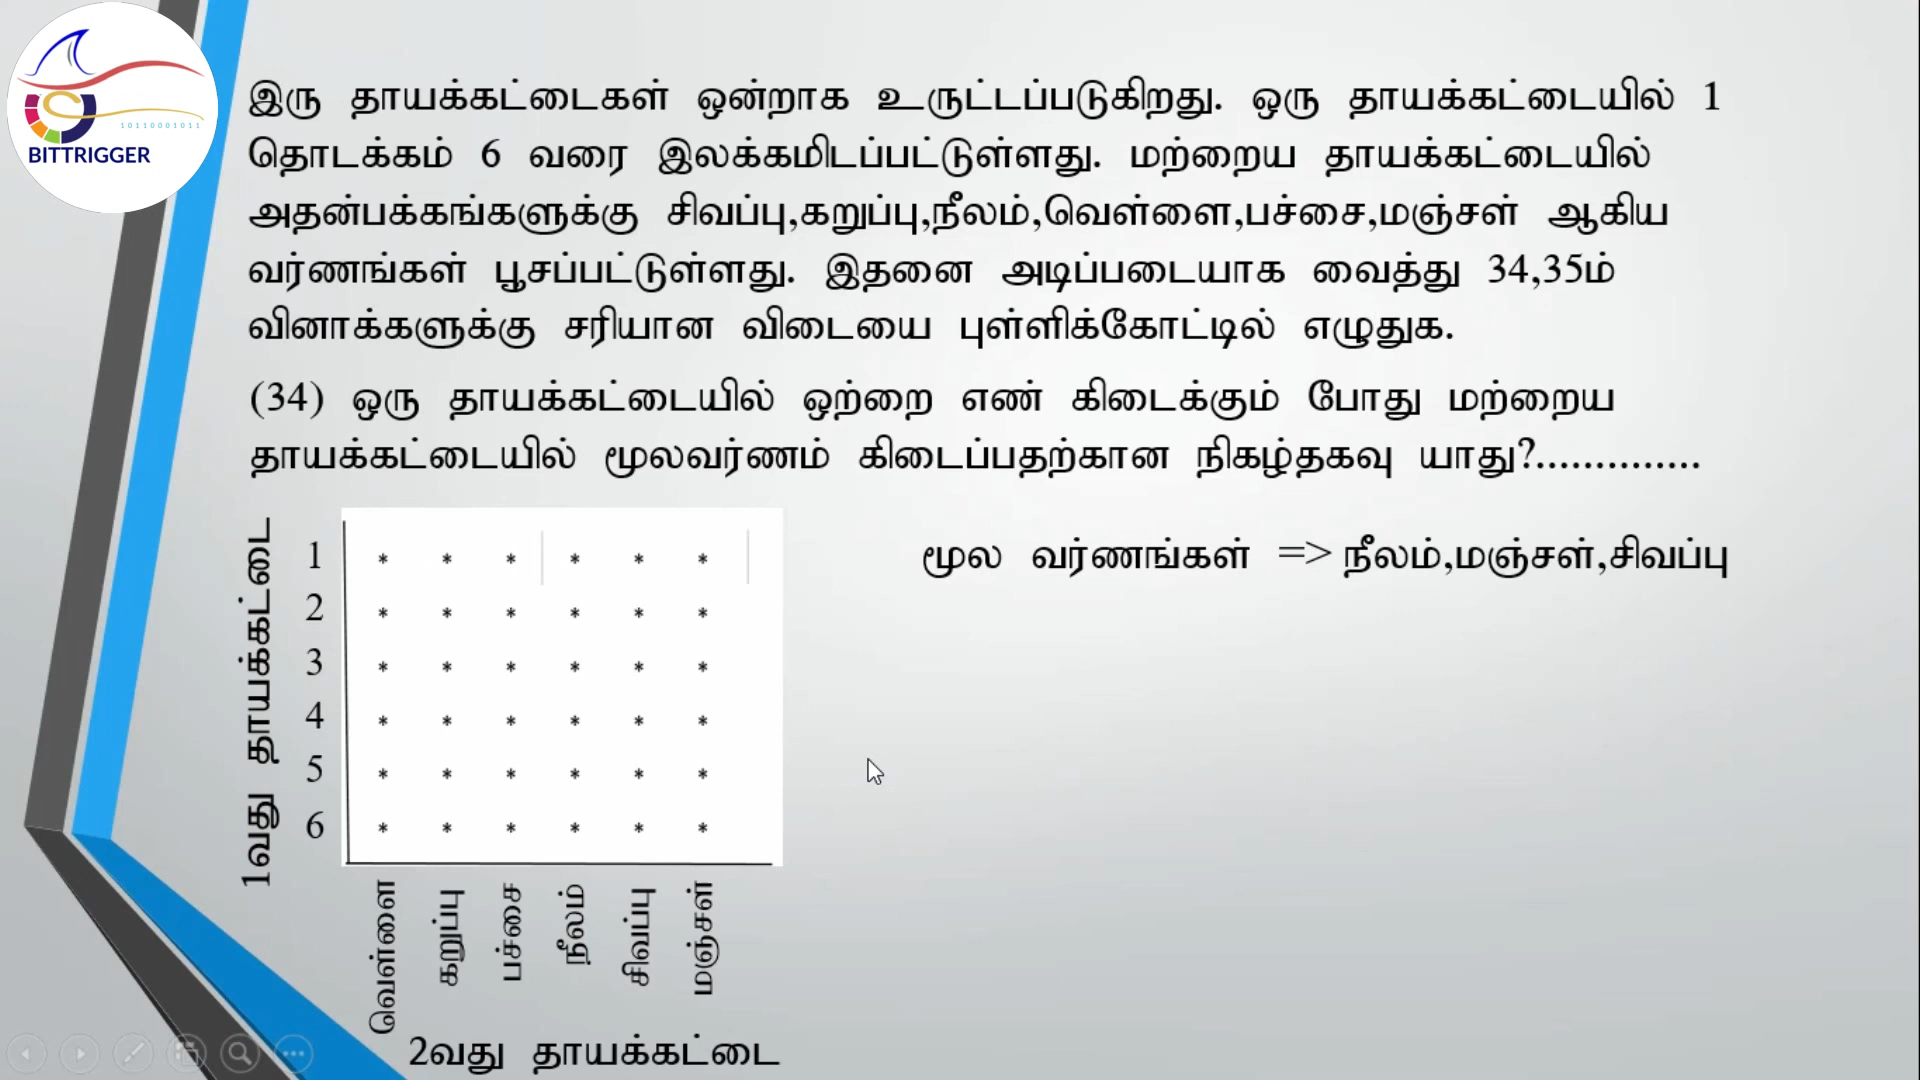 10110001011
BITTRIGGER
இரு தாயக்கட்டைகள் ஒன்றாக உருட்டப்படுகிறது. ஒரு தாயக்கட்டையில் 1
தொடக்கம் 6 வரை இலக்கமிடப்பட்டுள்ளது. மற்றைய தாயக்கட்டையில்
அதன்பக்கங்களுக்கு சிவப்பு,கறுப்பு,நீலம்,வெள்ளை,பச்சை,மஞ்சள் ஆகிய
வர்ணங்கள் பூசப்பட்டுள்ளது. இதனை அடிப்படையாக வைத்து 34,35ம்
வினாக்களுக்கு சரியான விடையை புள்ளிக்கோட்டில் எழுதுக.
(34) ஒரு தாயக்கட்டையில் ஒற்றை எண் கிடைக்கும் போது மற்றைய
தாயக்கட்டையில் மூலவர்ணம் கிடைப்பதற்கான நிகழ்தகவு யாது?..............
மூல வர்ணங்கள் => நீலம்,மஞ்சள்,சிவப்பு
1வது தாயக்கட்டை
1 * * * * * *
2 * * * * * *
3 * * * * * *
4 * * * * * *
5 * * * * * *
6 * * * * * *
வெள்ளை கறுப்பு பச்சை நீலம் சிவப்பு மஞ்சள்
2வது தாயக்கட்டை